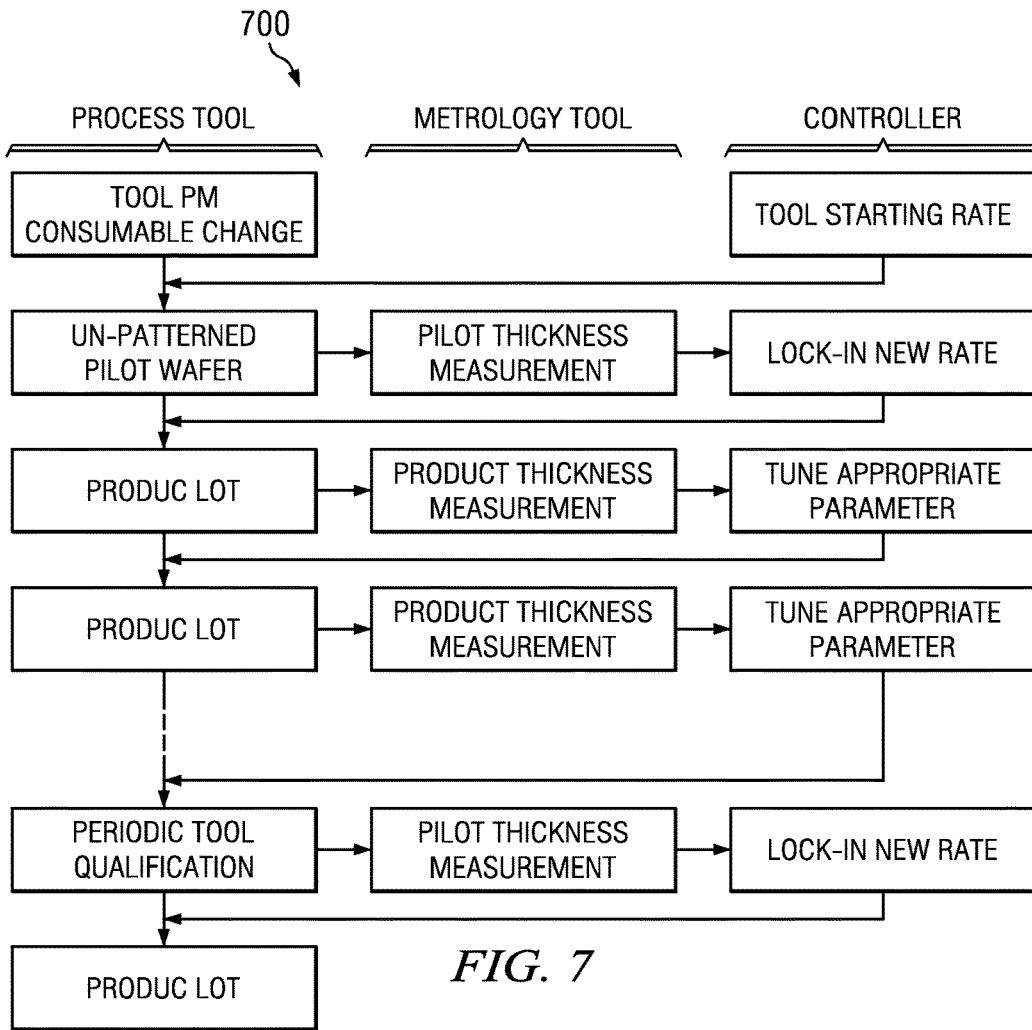 700
PROCESS TOOL
METROLOGY TOOL
CONTROLLER
TOOL PM
CONSUMABLE CHANGE
TOOL STARTING RATE
UN-PATTERNED
PILOT WAFER
PILOT THICKNESS
MEASUREMENT
LOCK-IN NEW RATE
PRODUC LOT
PRODUCT THICKNESS
MEASUREMENT
TUNE APPROPRIATE
PARAMETER
PRODUC LOT
PRODUCT THICKNESS
MEASUREMENT
TUNE APPROPRIATE
PARAMETER
PERIODIC TOOL
QUALIFICATION
PILOT THICKNESS
MEASUREMENT
LOCK-IN NEW RATE
PRODUC LOT
FIG. 7